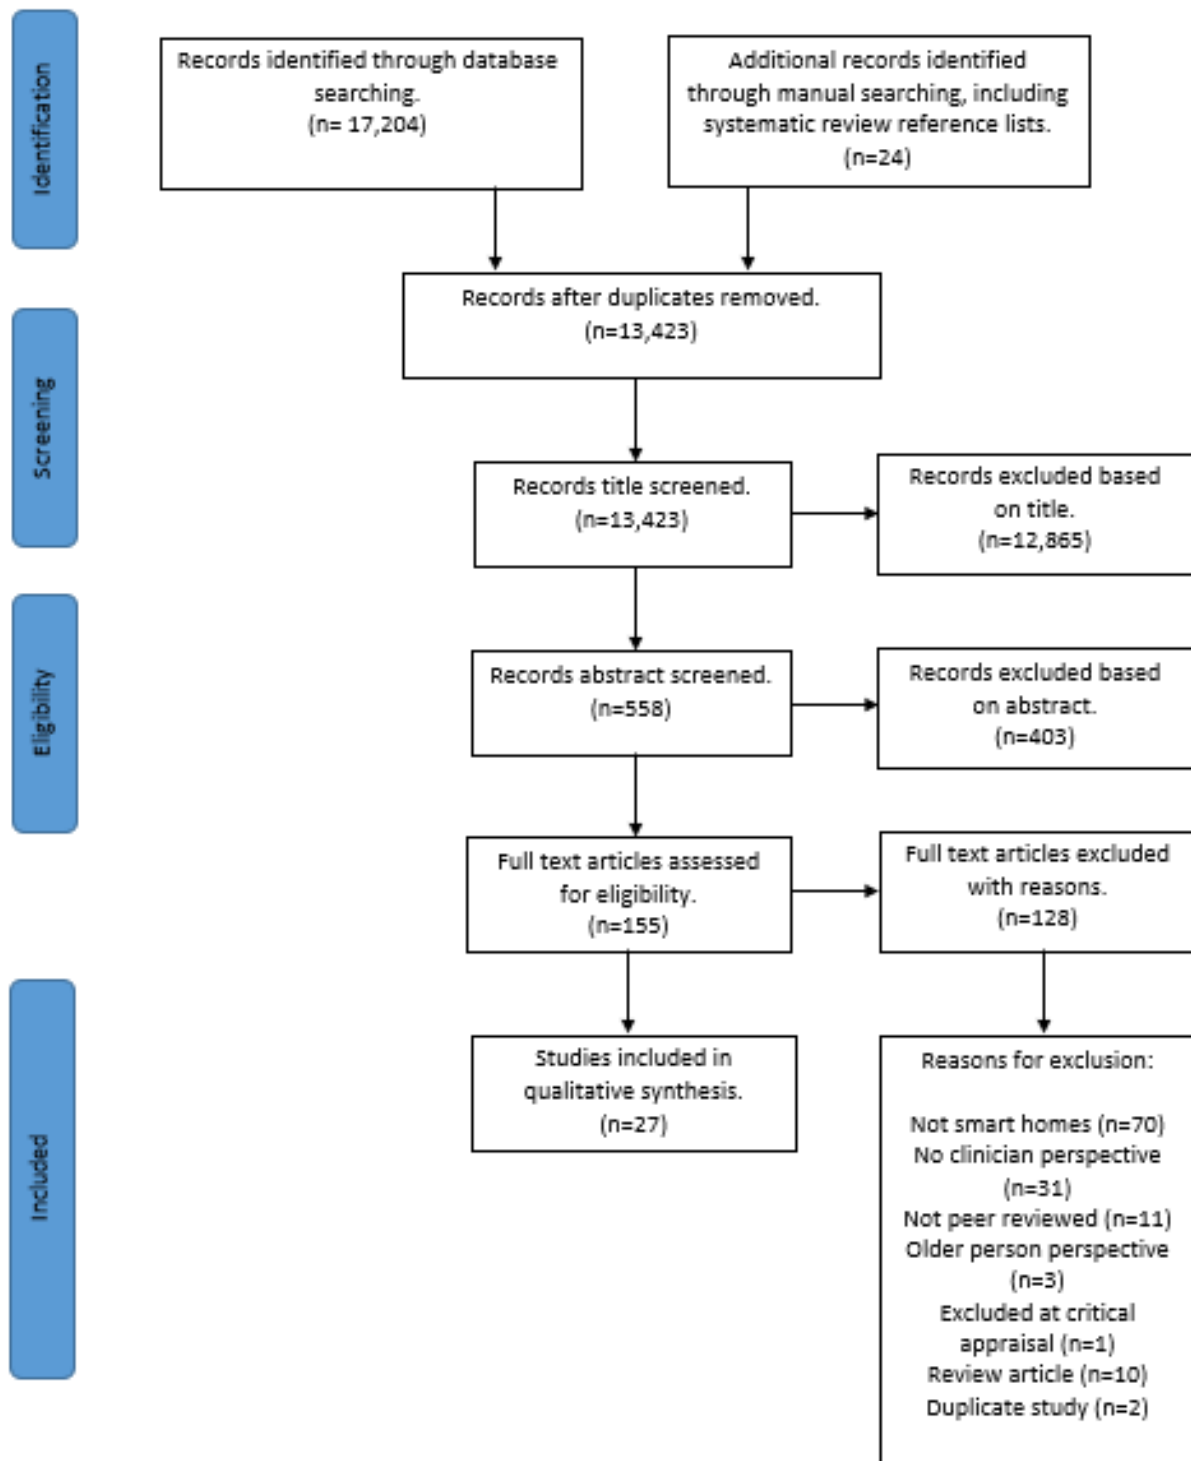 Identification
Records identified through database
searching.
(n= 17,204)
Additional records identified
through manual searching, including
systematic review reference lists.
(n=24)
Records after duplicates removed.
(n=13,423)
Screening
Records title screened.
(n=13,423)
Records excluded based
on title.
(n=12,865)
Eligibility
Records abstract screened.
(n=558)
Records excluded based
on abstract.
(n=403)
Full text articles assessed
for eligibility.
(n=155)
Full text articles excluded
with reasons.
(n=128)
Included
Studies included in
qualitative synthesis.
(n=27)
Reasons for exclusion:
Not smart homes (n=70)
No clinician perspective
(n=31)
Not peer reviewed (n=11)
Older person perspective
(n=3)
Excluded at critical
appraisal (n=1)
Review article (n=10)
Duplicate study (n=2)